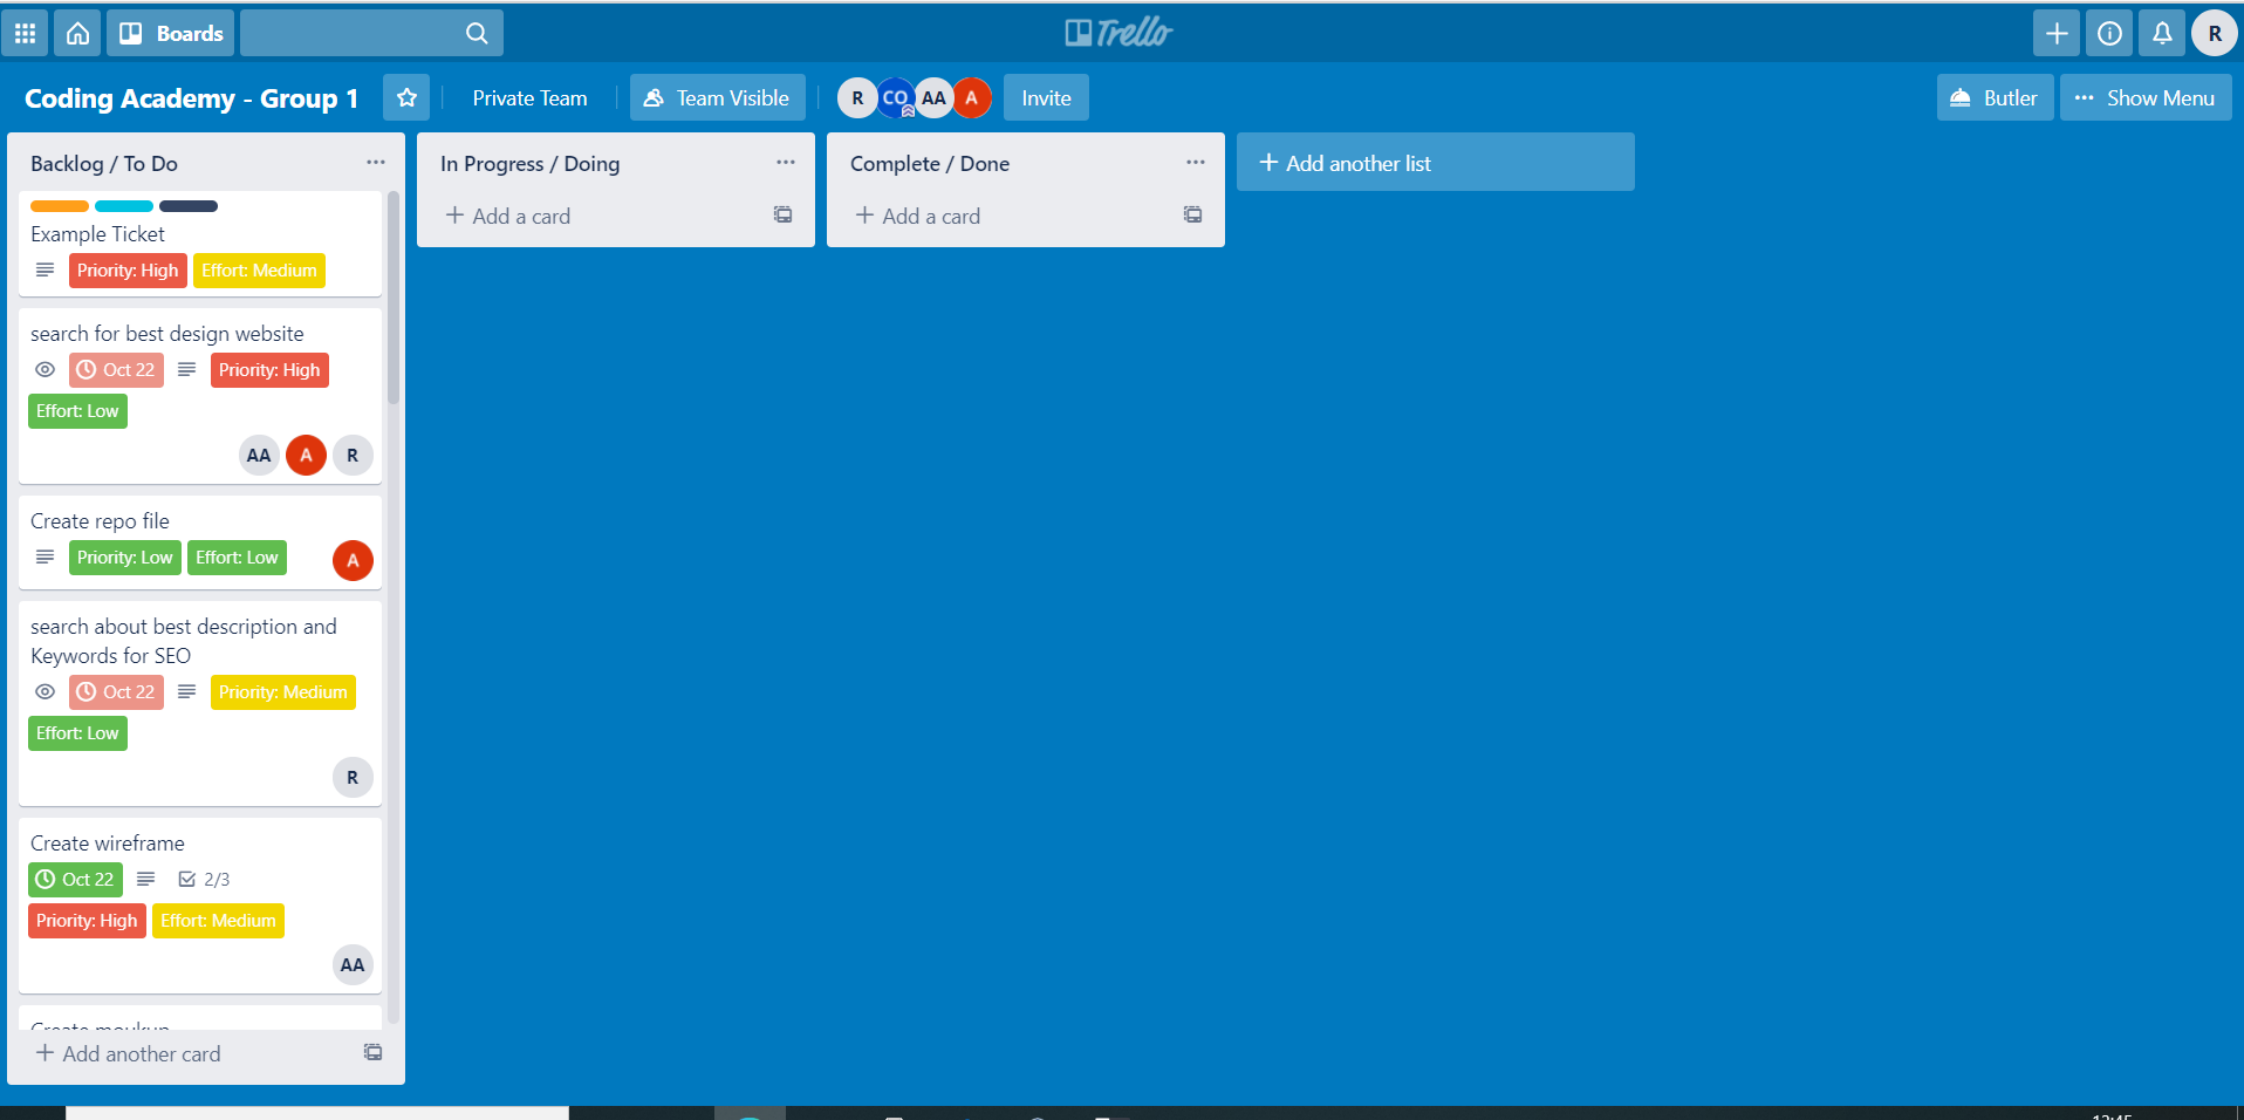 Boards
Trello
R
Coding Academy - Group 1
Private Team
Team Visible
R CO AA A
Invite
Butler
Show Menu
Backlog / To Do
Example Ticket
Priority: High Effort: Medium
search for best design website
Oct 22 Priority: High
Effort: Low
AA A R
Create repo file
Priority: Low Effort: Low A
search about best description and
Keywords for SEO
Oct 22 Priority: Medium
Effort: Low
R
Create wireframe
Oct 22 2/3
Priority: High Effort: Medium
AA
Create moukup
+ Add another card
In Progress / Doing
+ Add a card
Complete / Done
+ Add a card
+ Add another list